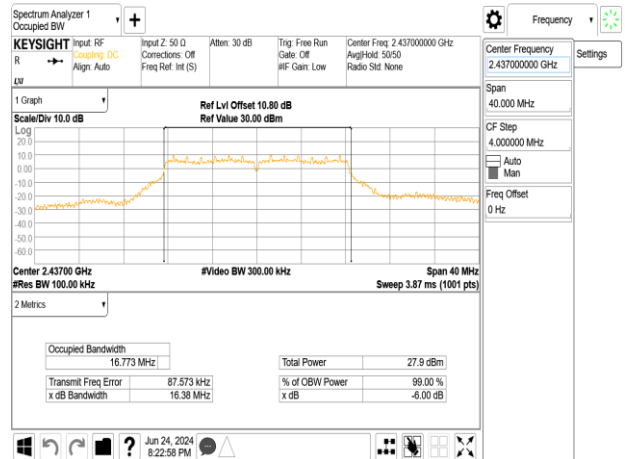 Spectrum Analyzer 1
Occupied BW
Frequency
KEYSIGHT
R
LXI
Input: RF
Coupling: DC
Align: Auto
Input Z: 50 Ω
Corrections: Off
Freq Ref: Int (S)
Atten: 30 dB
Trig: Free Run
Gate: Off
#IF Gain: Low
Center Freq: 2.437000000 GHz
Avg|Hold: 50/50
Radio Std: None
Center Frequency
2.437000000 GHz
Settings
Span
40.000 MHz
CF Step
4.000000 MHz
Auto
Man
Freq Offset
0 Hz
1 Graph
Scale/Div 10.0 dB
Ref Lvl Offset 10.80 dB
Ref Value 30.00 dBm
Log
20.0
10.0
0.00
-10.0
-20.0
-30.0
-40.0
-50.0
-60.0
Center 2.43700 GHz
#Res BW 100.00 kHz
#Video BW 300.00 kHz
Span 40 MHz
Sweep 3.87 ms (1001 pts)
2 Metrics
Occupied Bandwidth
16.773 MHz
Total Power 27.9 dBm
Transmit Freq Error 87.573 kHz
% of OBW Power 99.00 %
x dB Bandwidth 16.38 MHz
x dB -6.00 dB
?
Jun 24, 2024
8:22:58 PM